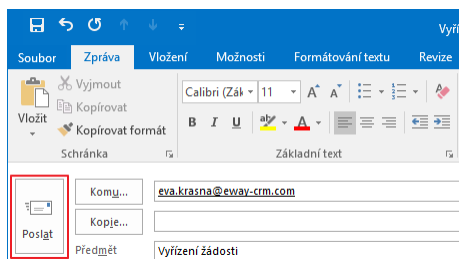 Vyří
Soubor Zpráva Vložení Možnosti Formátování textu Revize
Vložit
Vyjmout
Kopírovat
Kopírovat formát
Schránka
Calibri (Zák 11 A A
B I U aby A
Základní text
Poslat
Komu... eva.krasna@eway-crm.com
Kopie...
Předmět Vyřízení žádosti